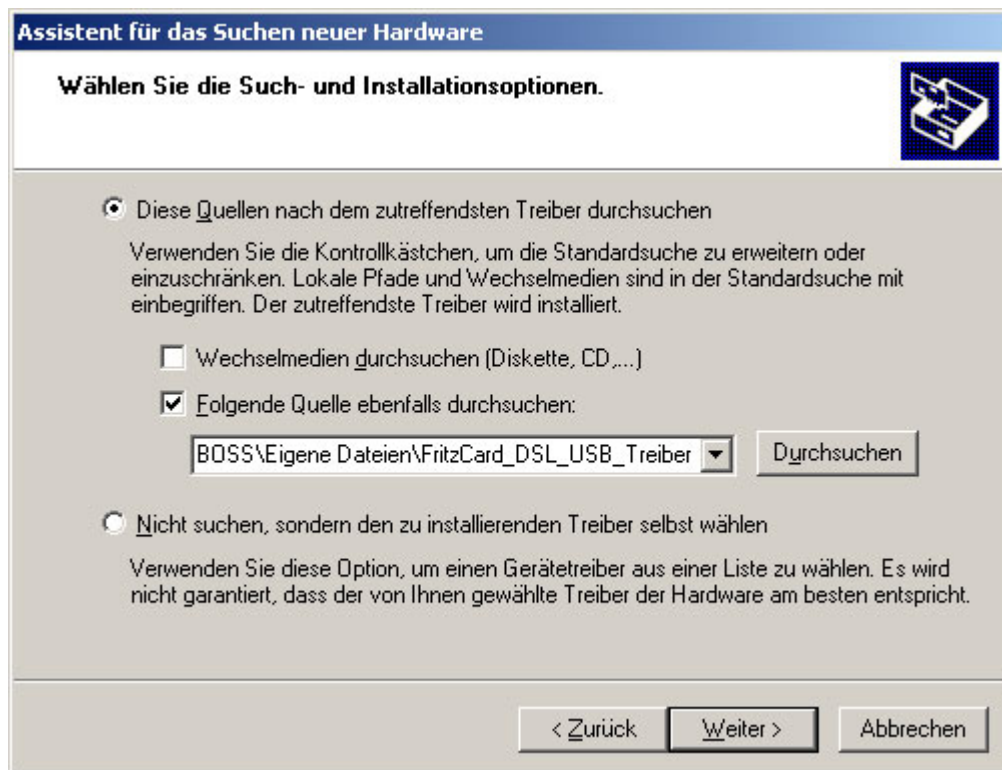 Assistent für das Suchen neuer Hardware
Wählen Sie die Such- und Installationsoptionen.
Diese Quellen nach dem zutreffendsten Treiber durchsuchen
Verwenden Sie die Kontrollkästchen, um die Standardsuche zu erweitern oder
einzuschränken. Lokale Pfade und Wechselmedien sind in der Standardsuche mit
einbegriffen. Der zutreffendste Treiber wird installiert.
Wechselmedien durchsuchen (Diskette, CD,...)
Folgende Quelle ebenfalls durchsuchen:
BOSS\Eigene Dateien\FritzCard_DSL_USB_Treiber
Durchsuchen
Nicht suchen, sondern den zu installierenden Treiber selbst wählen
Verwenden Sie diese Option, um einen Gerätetreiber aus einer Liste zu wählen. Es wird
nicht garantiert, dass der von Ihnen gewählte Treiber der Hardware am besten entspricht.
< Zurück
Weiter >
Abbrechen